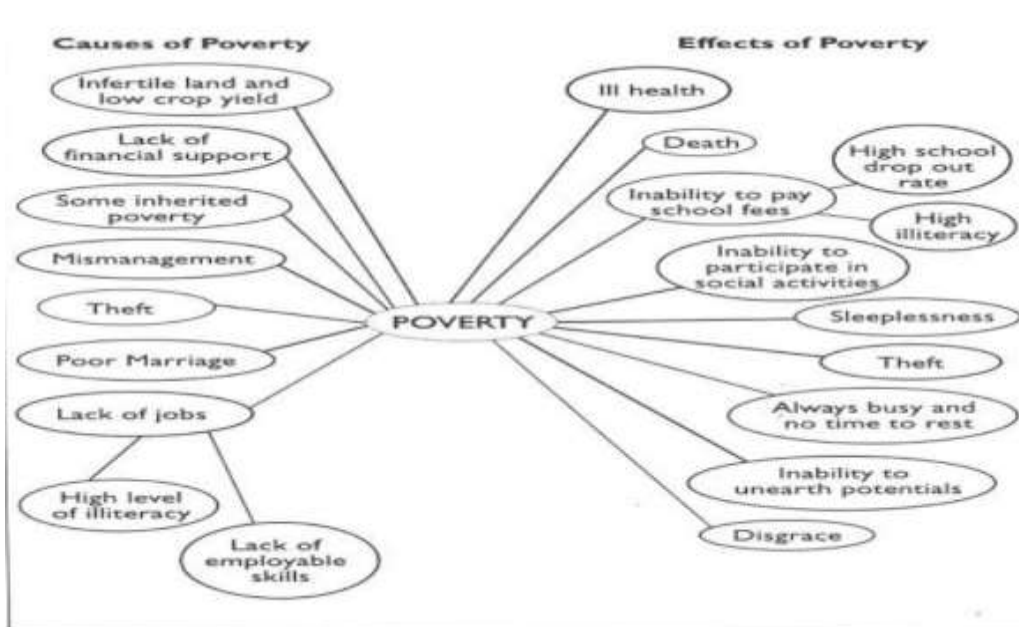 Causes of Poverty
Infertile land and
low crop yield
Lack of
financial support
Some inherited
poverty
Mismanagement
Theft
Poor Marriage
Lack of jobs
High level
of illiteracy
Lack of
employable
skills
POVERTY
Effects of Poverty
Ill health
Death
Inability to pay
school fees
High school
drop out
rate
High
illiteracy
Inability to
participate in
social activities
Sleeplessness
Theft
Always busy and
no time to rest
Inability to
unearth potentials
Disgrace